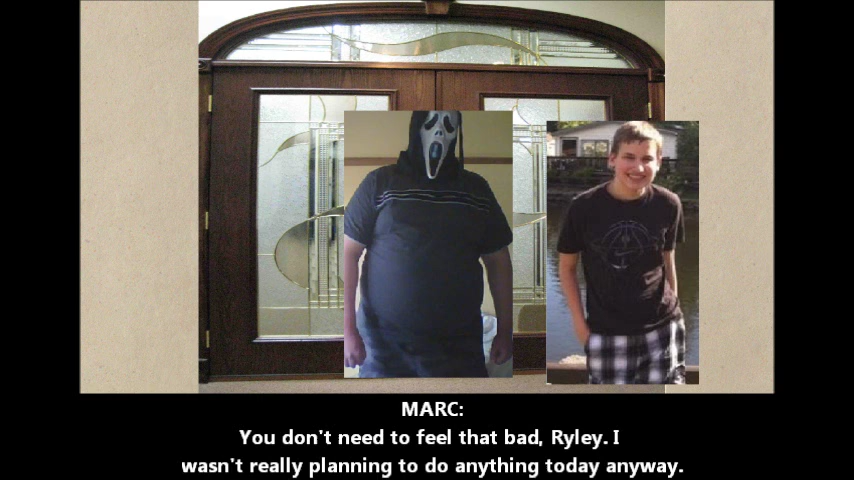 MARC:
You don't need to feel that bad, Ryley. I
wasn't really planning to do anything today anyway.